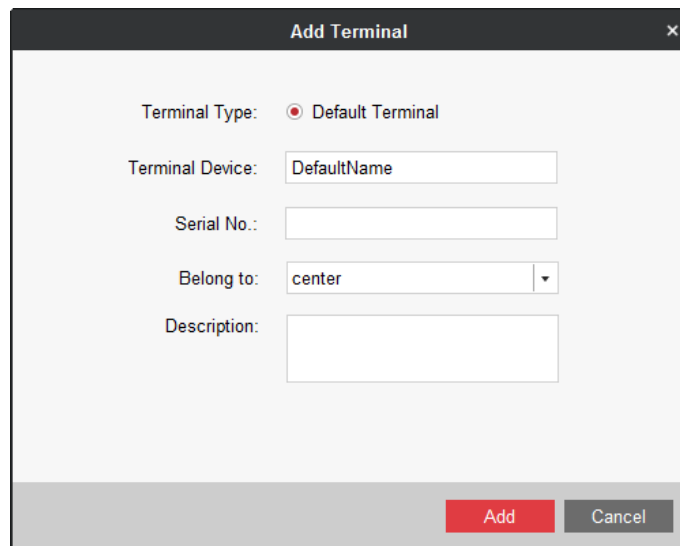 Add Terminal ×
Terminal Type: Default Terminal
Terminal Device: DefaultName
Serial No.:
Belong to: center
Description:
Add Cancel